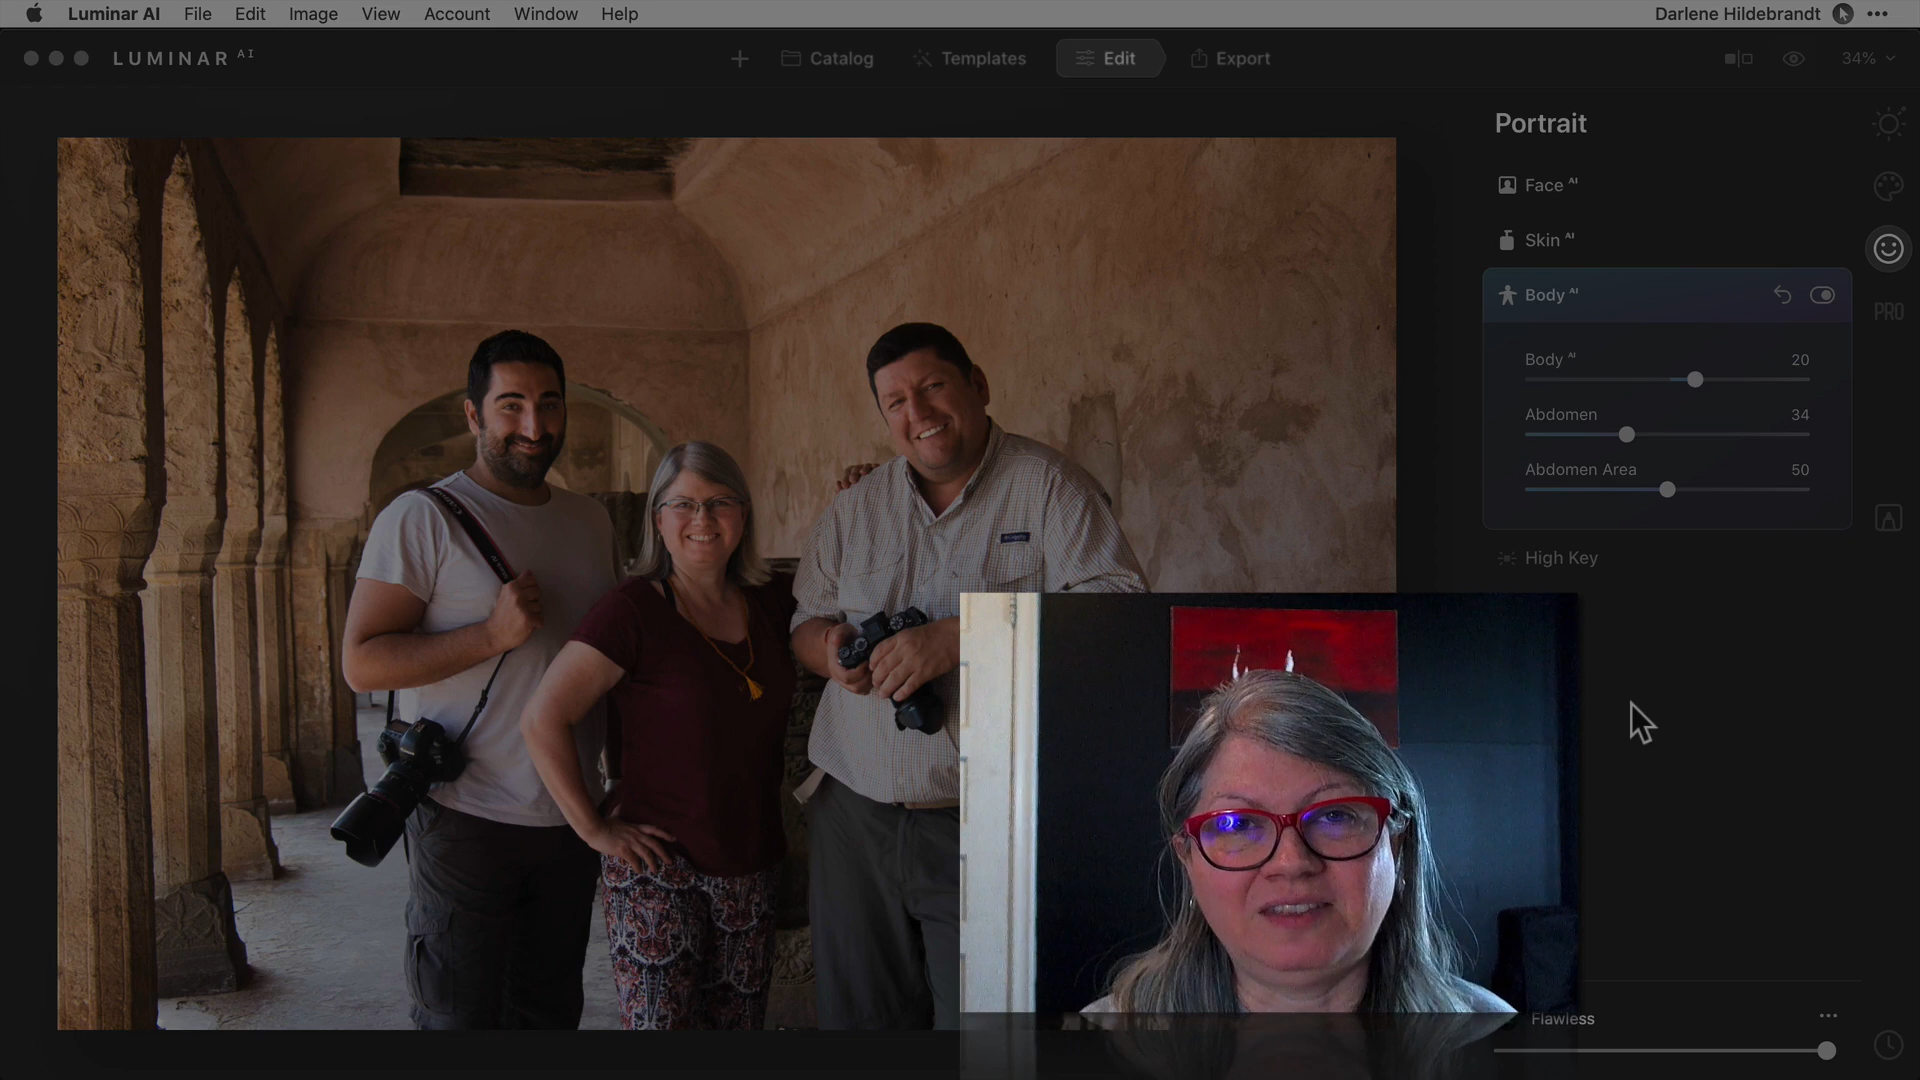 Luminar AI File Edit Image View Account Window Help Darlene Hildebrandt
LUMINAR AI Catalog Templates Edit Export 34%
Portrait
Face AI
Skin AI
Body AI
PRO
Body AI 20
Abdomen 34
Abdomen Area 50
High Key
Flawless